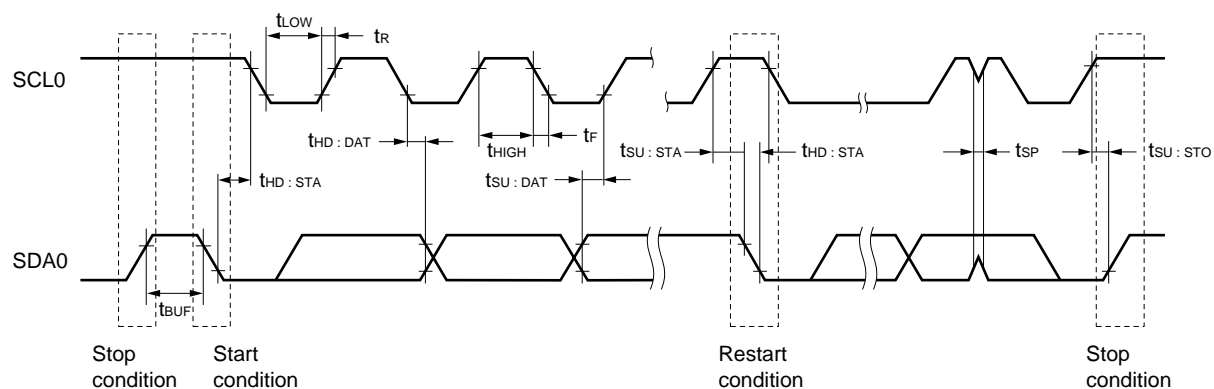 tLOW
tR
SCL0
tHD : DAT
tHIGH
tF
tSU : STA
tHD : STA
tSP
tSU : STO
tHD : STA
tSU : DAT
SDA0
tBUF
Stop
condition
Start
condition
Restart
condition
Stop
condition